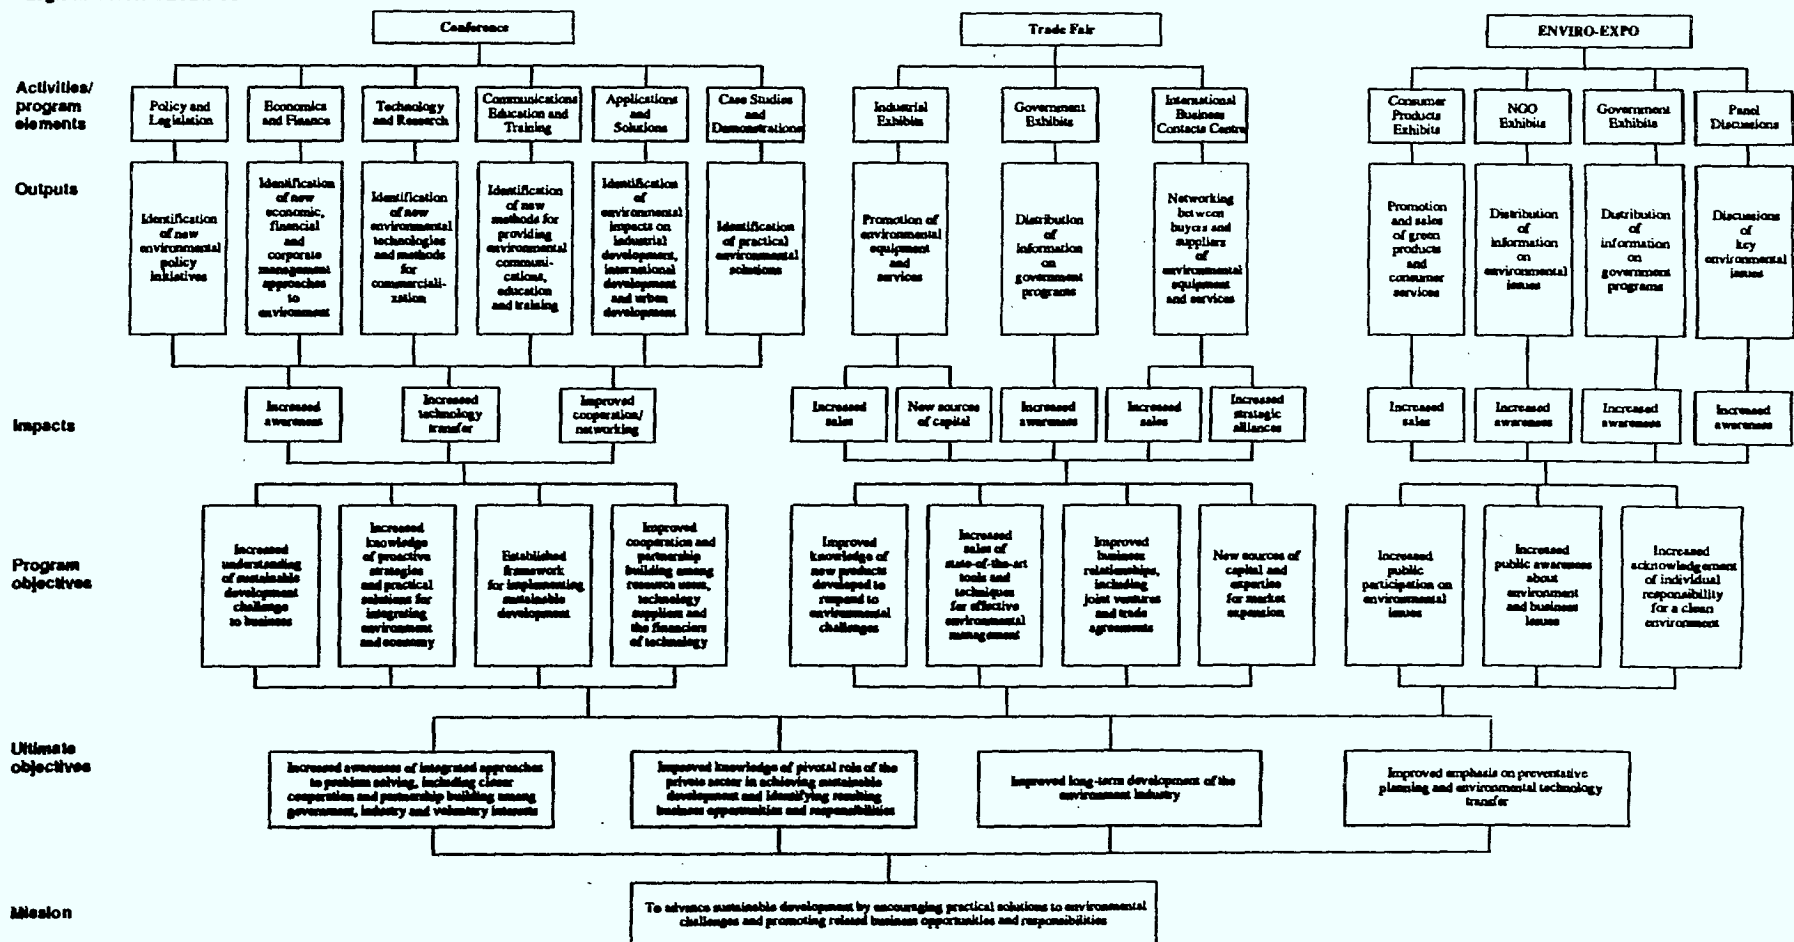 Conference
Trade Fair
ENVIRO-EXPO
Activities/
program
elements
Policy and
Legislation
Economics
and Finance
Technology
and Research
Communications
Education and
Training
Applications
and
Solutions
Case Studies
and
Demonstrations
Industrial
Exhibits
Government
Exhibits
International
Business
Contacts Centre
Consumer
Products
Exhibits
NGO
Exhibits
Government
Exhibits
Panel
Discussions
Outputs
Identification
of new
environmental
policy
initiatives
Identification
of new
economic,
financial
and
corporate
management
approaches
to
environment
Identification
of new
environmental
technologies
and methods
for
commerciali-
zation
Identification
of new
methods for
providing
environmental
communi-
cations,
education
and training
Identification
of
environmental
impacts on
industrial
development,
international
development
and urban
development
Identification
of practical
environmental
solutions
Promotion of
environmental
equipment
and
services
Distribution
of
information
on
government
programs
Networking
between
buyers and
suppliers
of
environmental
equipment
and services
Promotion
and sales
of green
products
and
consumer
services
Distribution
of
information
on
environmental
issues
Distribution
of
information
on
government
programs
Discussions
of
key
environmental
issues
Impacts
Increased
awareness
Increased
technology
transfer
Improved
cooperation/
networking
Increased
sales
New sources
of capital
Increased
awareness
Increased
sales
Increased
strategic
alliances
Increased
sales
Increased
awareness
Increased
awareness
Increased
awareness
Program
objectives
Increased
understanding
of sustainable
development
challenge
to business
Increased
knowledge
of proactive
strategies
and practical
solutions for
integrating
environment
and economy
Established
framework
for implementing
sustainable
development
Improved
cooperation and
partnership
building among
resource users,
technology
suppliers and
the financiers
of technology
Improved
knowledge of
new products
developed to
respond to
environmental
challenges
Increased
sales of
state-of-the-art
tools and
techniques
for effective
environmental
management
Improved
business
relationships,
including
joint ventures
and trade
agreements
New sources of
capital and
expertise
for market
expansion
Increased
public
participation on
environmental
issues
Increased
public awareness
about
environment
and business
issues
Increased
acknowledgement
of individual
responsibility
for a clean
environment
Ultimate
objectives
Increased awareness of integrated approaches
to problem solving, including closer
cooperation and partnership building among
government, industry and voluntary interests
Improved knowledge of pivotal role of the
private sector in achieving sustainable
development and identifying resulting
business opportunities and responsibilities
Improved long-term development of the
environment industry
Improved emphasis on preventative
planning and environmental technology
transfer
Mission
To advance sustainable development by encouraging practical solutions to environmental
challenges and promoting related business opportunities and responsibilities